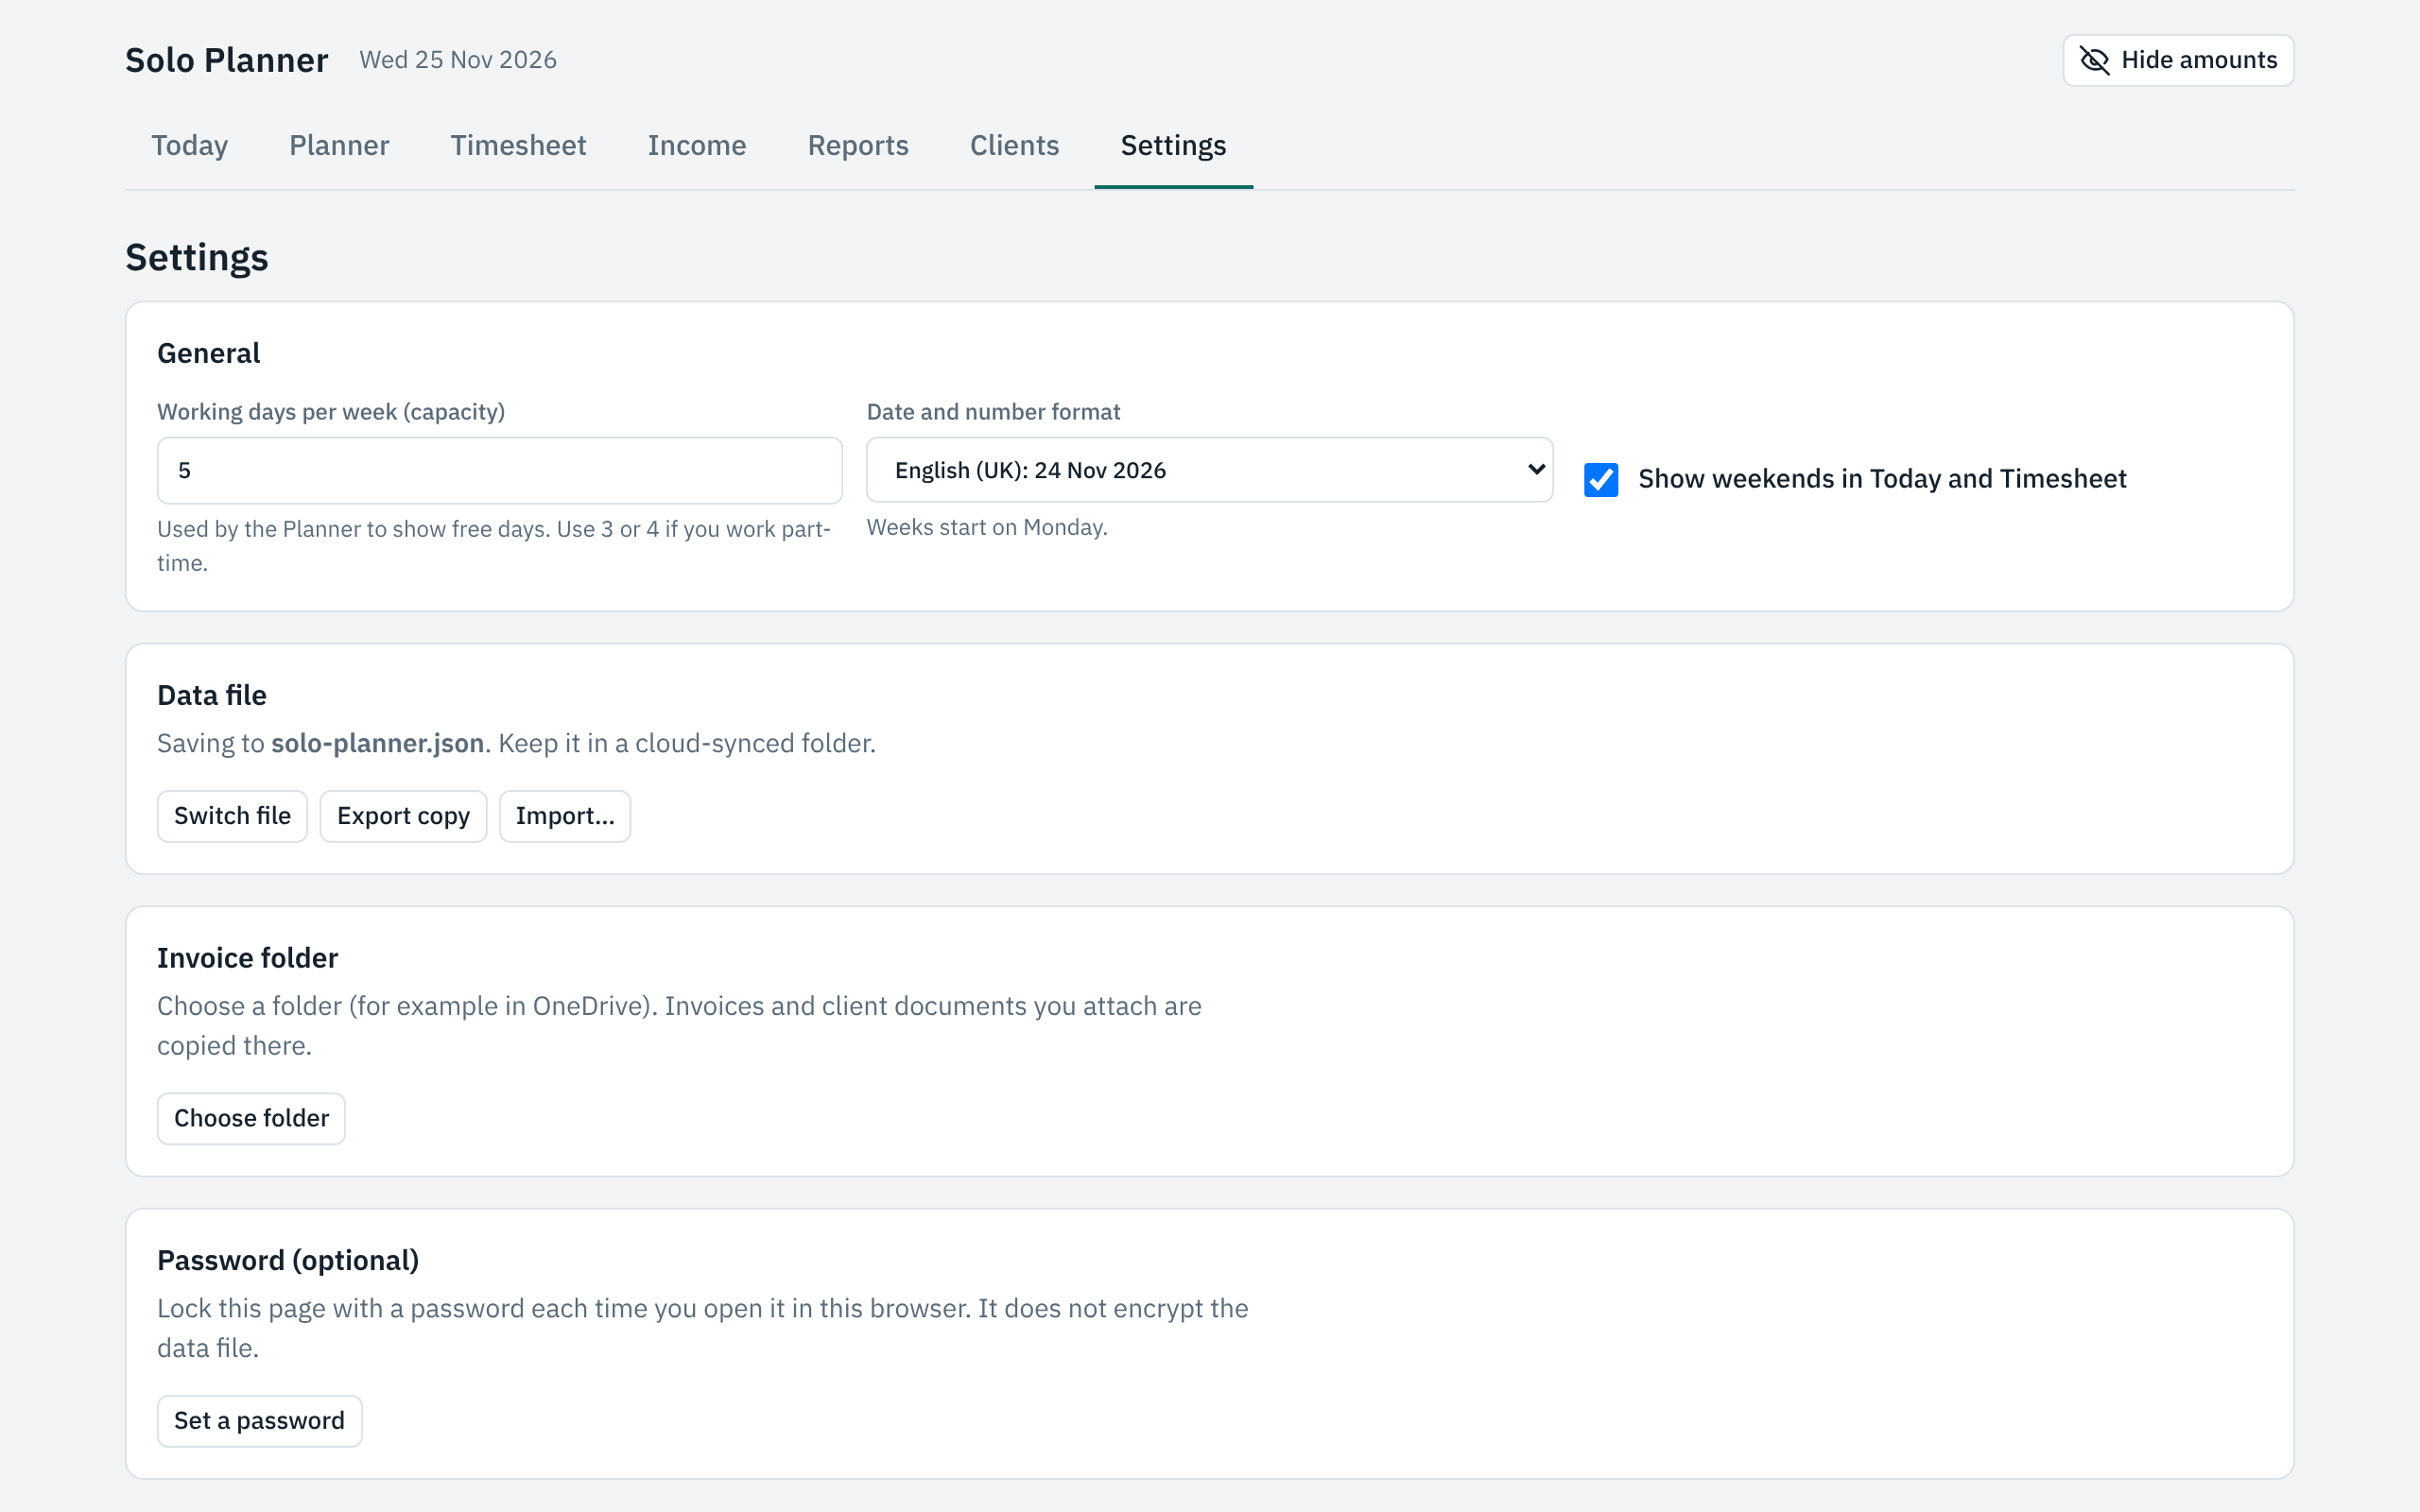 Solo Planner Wed 25 Nov 2026 Hide amounts
Today Planner Timesheet Income Reports Clients Settings
Settings
General
Working days per week (capacity)
5
Used by the Planner to show free days. Use 3 or 4 if you work part-
time.
Date and number format
English (UK): 24 Nov 2026
Weeks start on Monday.
Show weekends in Today and Timesheet
Data file
Saving to solo-planner.json. Keep it in a cloud-synced folder.
Switch file Export copy Import...
Invoice folder
Choose a folder (for example in OneDrive). Invoices and client documents you attach are
copied there.
Choose folder
Password (optional)
Lock this page with a password each time you open it in this browser. It does not encrypt the
data file.
Set a password